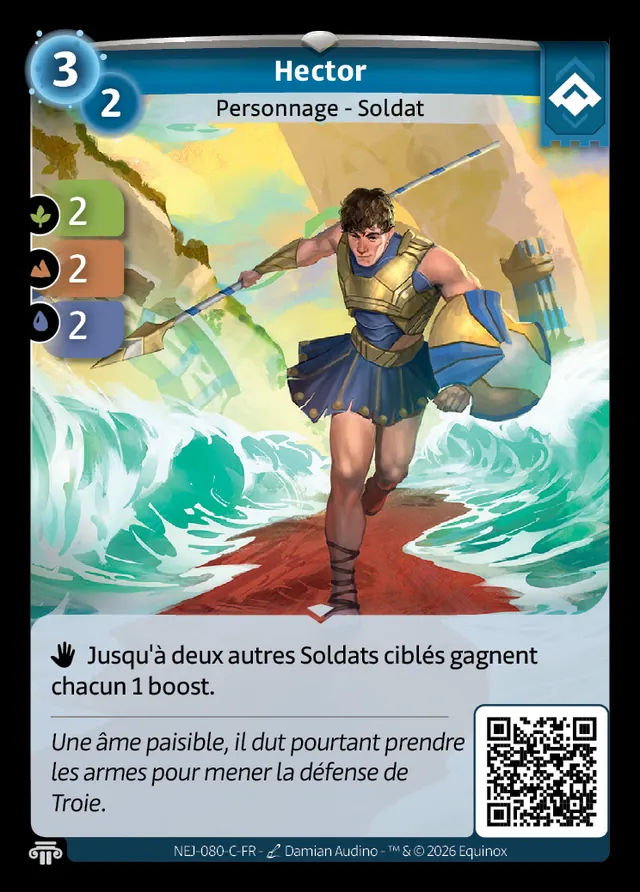 3
Hector
2
Personnage - Soldat
2
2
2
Jusqu'à deux autres Soldats ciblés gagnent
chacun 1 boost.
Une âme paisible, il dut pourtant prendre
les armes pour mener la défense de
Troie.
NEJ-080-C-FR - Damian Audino - ™ & © 2026 Equinox